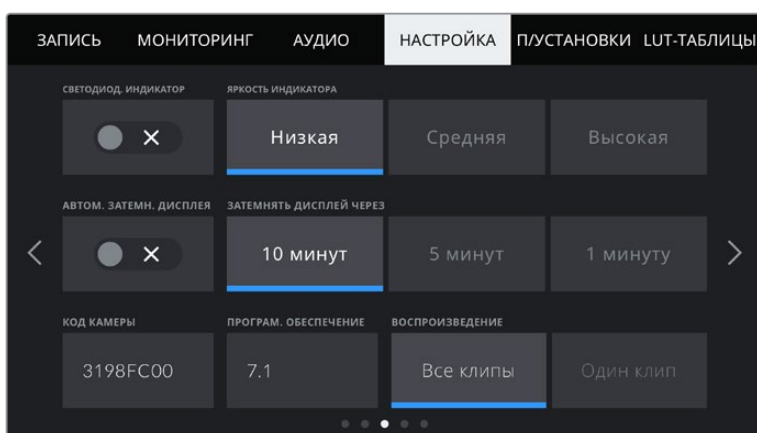 ЗАПИСЬ МОНИТОРИНГ АУДИО НАСТРОЙКА П/УСТАНОВКИ LUT-ТАБЛИЦЫ
СВЕТОДИОД. ИНДИКАТОР ЯРКОСТЬ ИНДИКАТОРА
Низкая Средняя Высокая
АВТОМ. ЗАТЕМН. ДИСПЛЕЯ ЗАТЕМНЯТЬ ДИСПЛЕЙ ЧЕРЕЗ
10 минут 5 минут 1 минуту
КОД КАМЕРЫ ПРОГРАМ. ОБЕСПЕЧЕНИЕ ВОСПРОИЗВЕДЕНИЕ
3198FC00 7.1 Все клипы Один клип